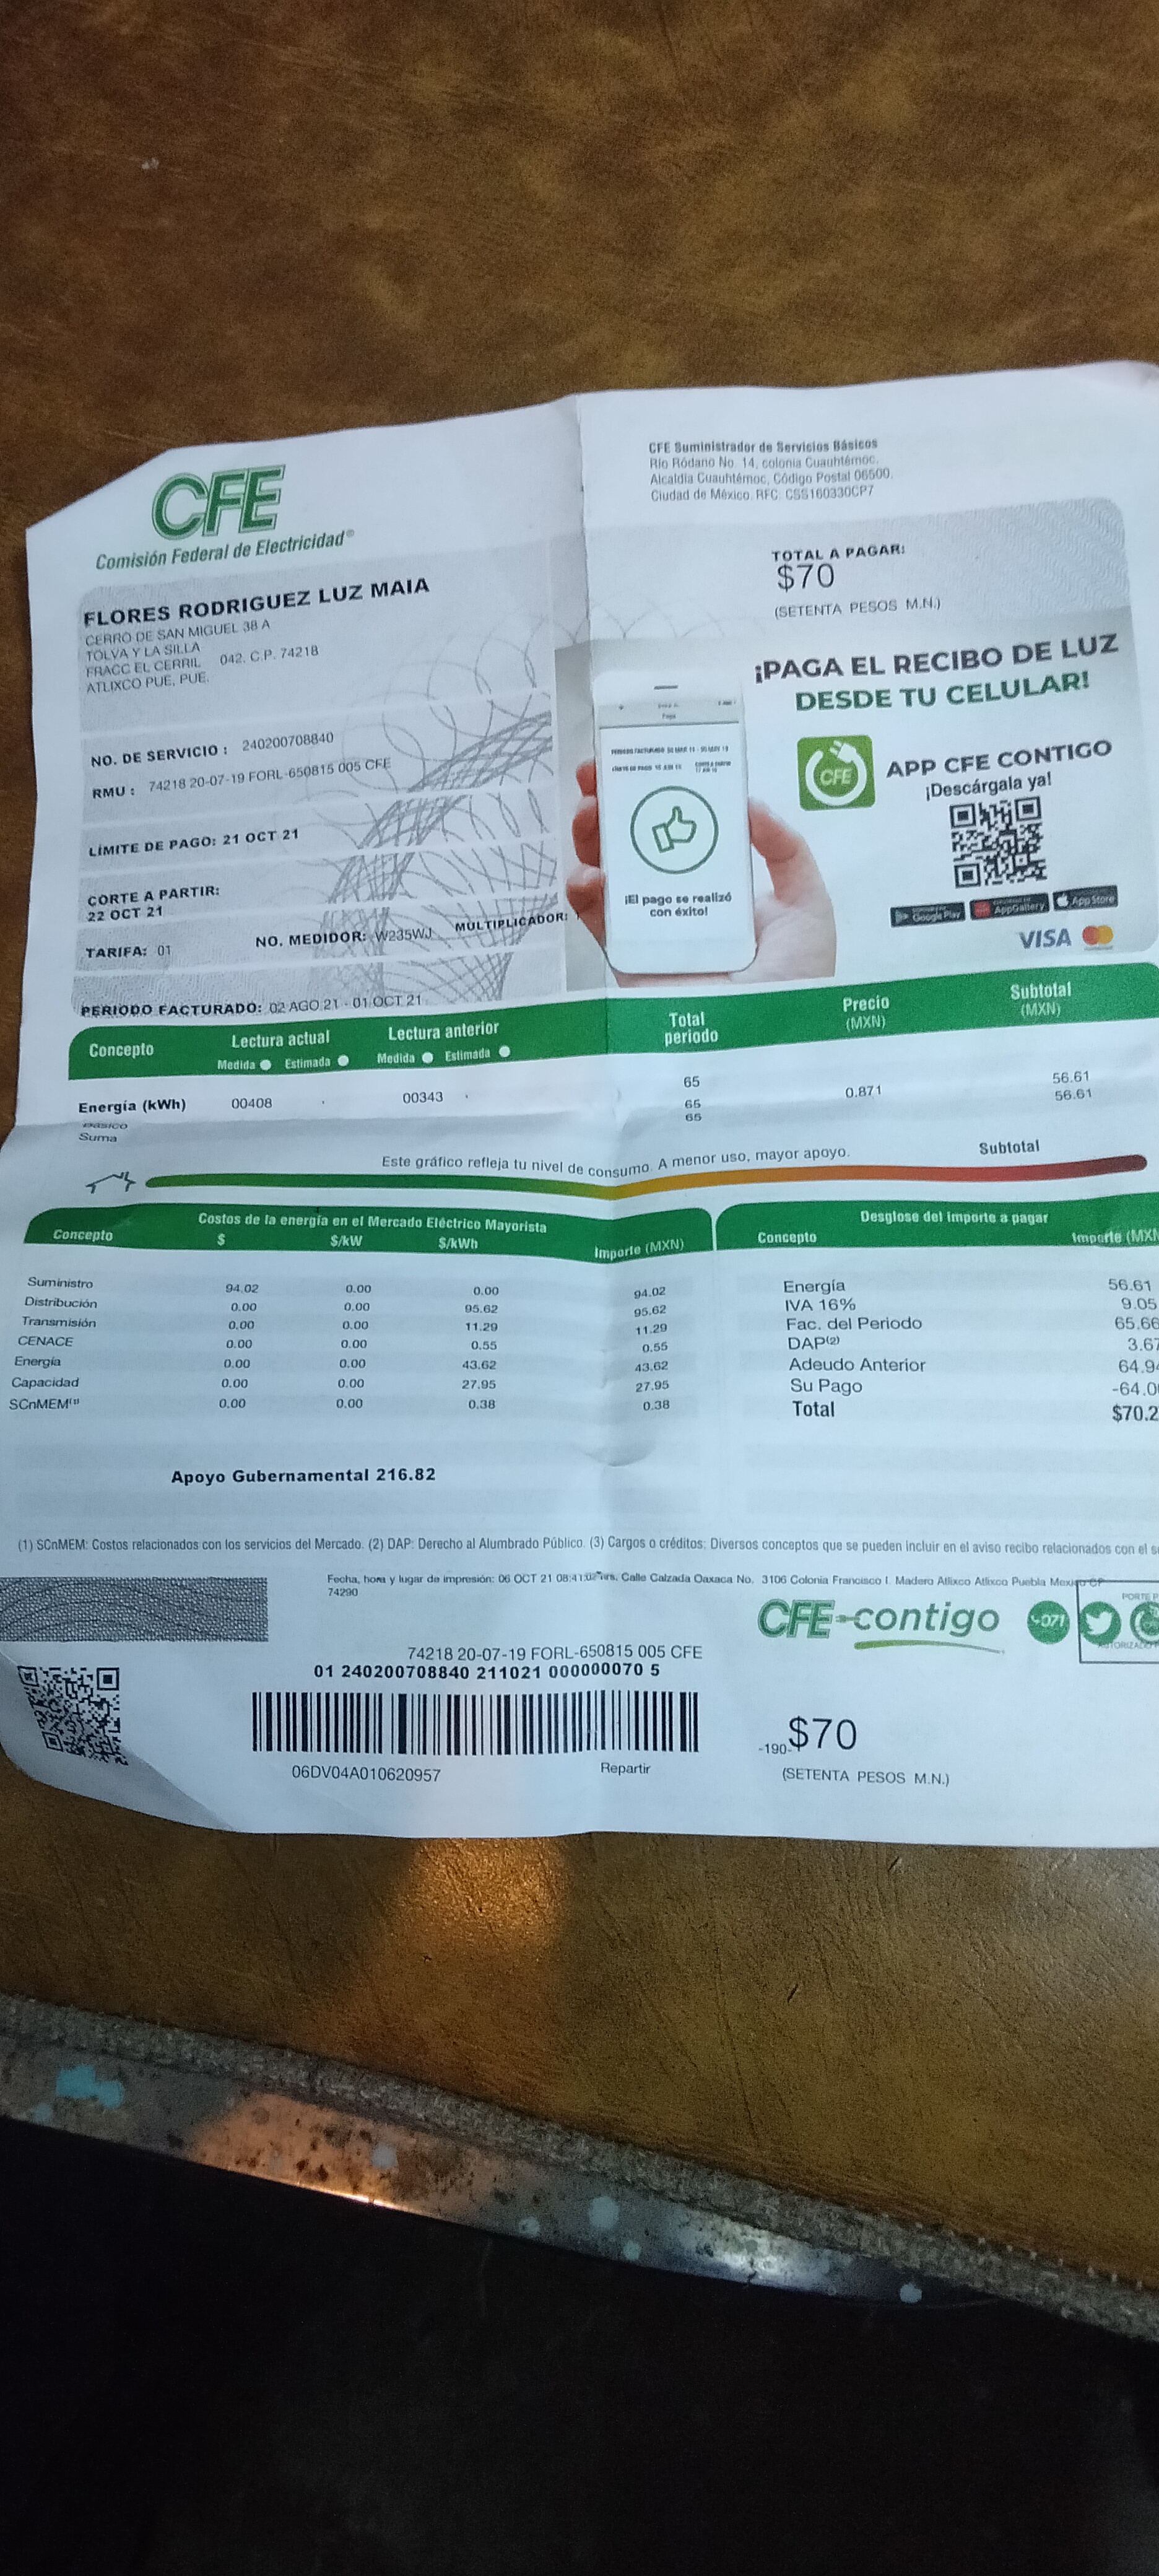 CFE
Comisión Federal de Electricidad®
CFE Suministrador de Servicios Básicos
Río Ródano No. 14, colonia Cuauhtémoc,
Alcaldía Cuauhtémoc, Código Postal 06500,
Ciudad de México. RFC: CSS160330CP7
FLORES RODRIGUEZ LUZ MAIA
CERRO DE SAN MIGUEL 38 A
TOLVA Y LA SILLA
FRACC EL CERRIL 042. C.P. 74218
ATLIXCO PUE, PUE.
TOTAL A PAGAR:
$70
(SETENTA PESOS M.N.)
¡PAGA EL RECIBO DE LUZ
DESDE TU CELULAR!
CFE
APP CFE CONTIGO
¡Descárgala ya!
Google Play
AppGallery
App Store
VISA
¡El pago se realizó
con éxito!
NO. DE SERVICIO : 240200708840
RMU : 74218 20-07-19 FORL-650815 005 CFE
LÍMITE DE PAGO: 21 OCT 21
CORTE A PARTIR:
22 OCT 21
TARIFA: 01 NO. MEDIDOR: W235WJ MULTIPLICADOR:
PERIODO FACTURADO: 02 AGO 21 - 01 OCT 21
Concepto Lectura actual Lectura anterior Total periodo Precio (MXN) Subtotal (MXN)
Medida Estimada Medida Estimada
Energía (kWh) 00408 00343 65
Básico 65 0.871 56.61
Suma 65 56.61
Este gráfico refleja tu nivel de consumo. A menor uso, mayor apoyo.
Subtotal
Costos de la energía en el Mercado Eléctrico Mayorista
Concepto $ $/kW $/kWh Importe (MXN)
Suministro 94.02 0.00 0.00 94.02
Distribución 0.00 0.00 95.62 95.62
Transmisión 0.00 0.00 11.29 11.29
CENACE 0.00 0.00 0.55 0.55
Energía 0.00 0.00 43.62 43.62
Capacidad 0.00 0.00 27.95 27.95
SCnMEM(1) 0.00 0.00 0.38 0.38
Desglose del importe a pagar
Concepto Importe (MXN
Energía 56.61
IVA 16% 9.05
Fac. del Periodo 65.66
DAP(2) 3.67
Adeudo Anterior 64.9
Su Pago -64.0
Total $70.2
Apoyo Gubernamental 216.82
(1) SCnMEM: Costos relacionados con los servicios del Mercado. (2) DAP: Derecho al Alumbrado Público. (3) Cargos o créditos: Diversos conceptos que se pueden incluir en el aviso recibo relacionados con el
Fecha, hora y lugar de impresión: 06 OCT 21 08:41:02 hrs. Calle Calzada Oaxaca No. 3106 Colonia Francisco I. Madero Atlixco Atlixco Puebla Mexico CP
74290
CFE contigo
071
PORTE P
AUTORIZADO
74218 20-07-19 FORL-650815 005 CFE
01 240200708840 211021 000000070 5
06DV04A010620957
Repartir
-190- $70
(SETENTA PESOS M.N.)